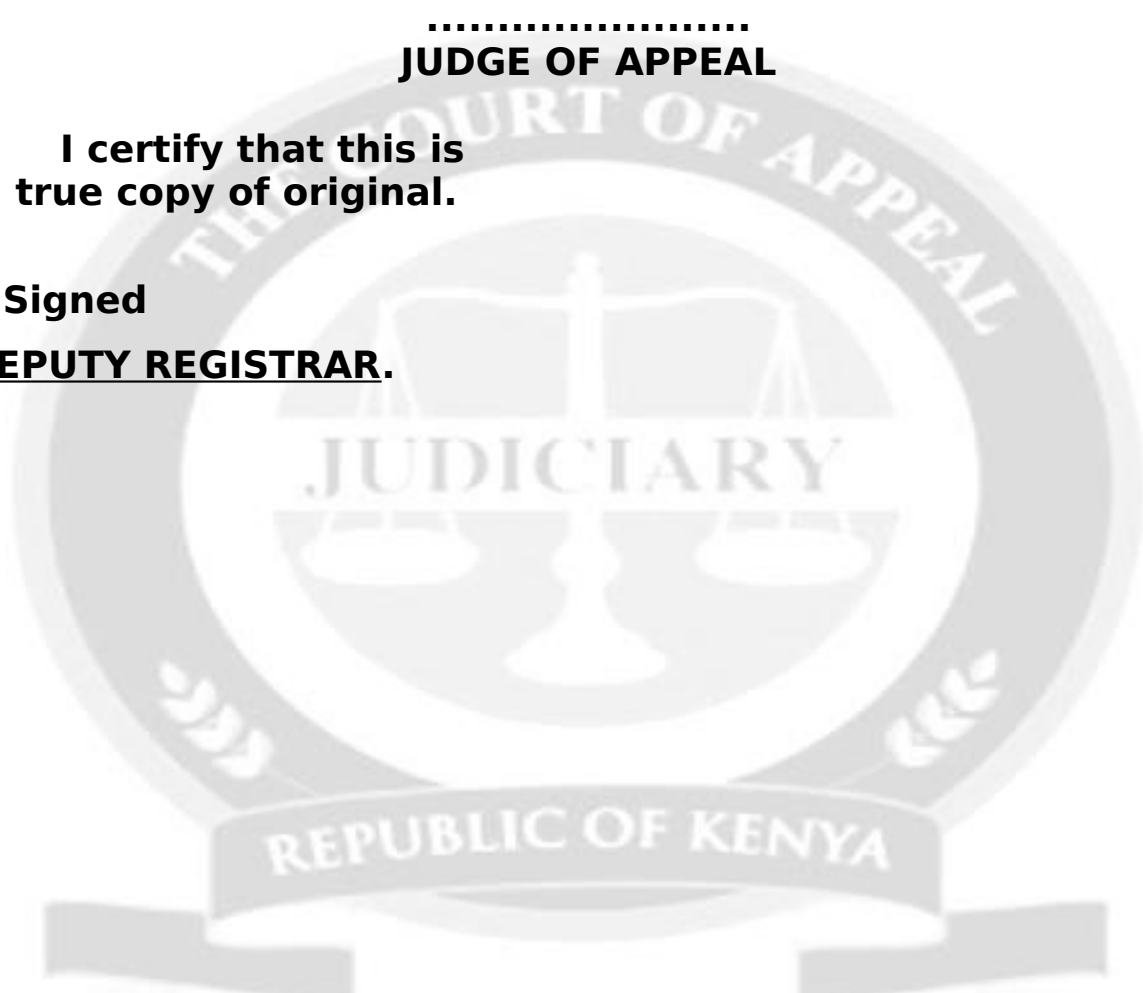 .......................
JUDGE OF APPEAL
I certify that this is
true copy of original.
Signed
EPUTY REGISTRAR.
THE COURT OF APPEAL
JUDICIARY
REPUBLIC OF KENYA